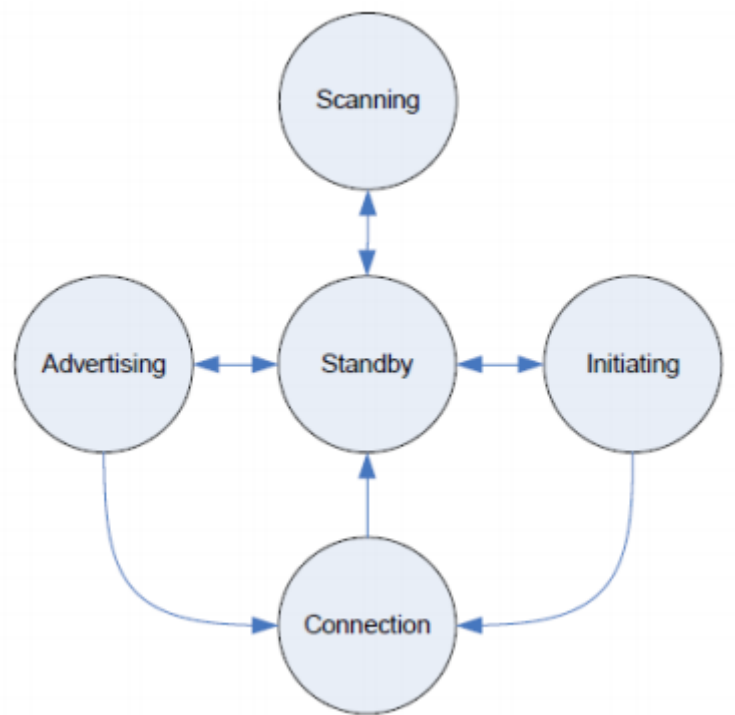 Scanning
Advertising
Standby
Initiating
Connection